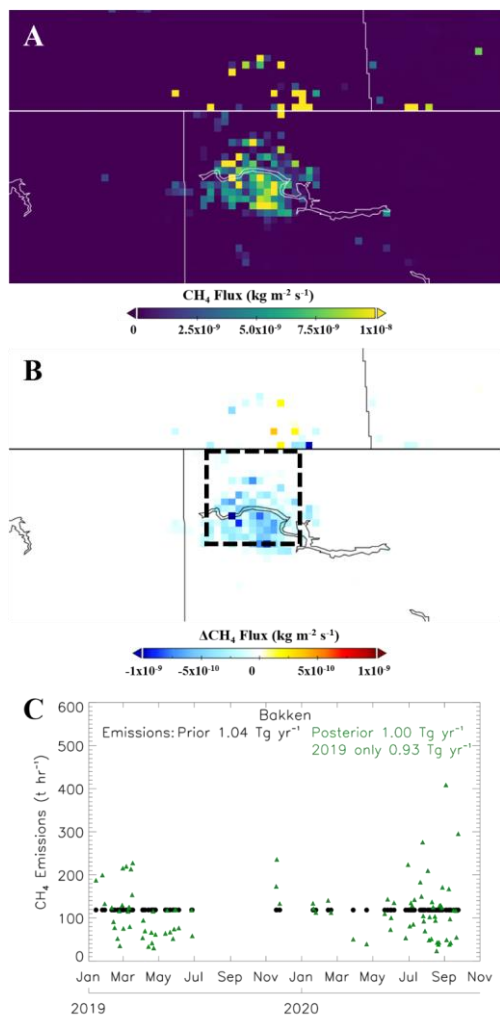 A
CH₄ Flux (kg m⁻² s⁻¹)
0 2.5x10⁻⁹ 5.0x10⁻⁹ 7.5x10⁻⁹ 1x10⁻⁸
B
ΔCH₄ Flux (kg m⁻² s⁻¹)
-1x10⁻⁹ -5x10⁻¹⁰ 0 5x10⁻¹⁰ 1x10⁻⁹
C
Bakken
Emissions: Prior 1.04 Tg yr⁻¹ Posterior 1.00 Tg yr⁻¹
2019 only 0.93 Tg yr⁻¹
CH₄ Emissions (t hr⁻¹)
600
500
400
300
200
100
0
Jan Mar May Jul Sep Nov Jan Mar May Jul Sep Nov
2019 2020